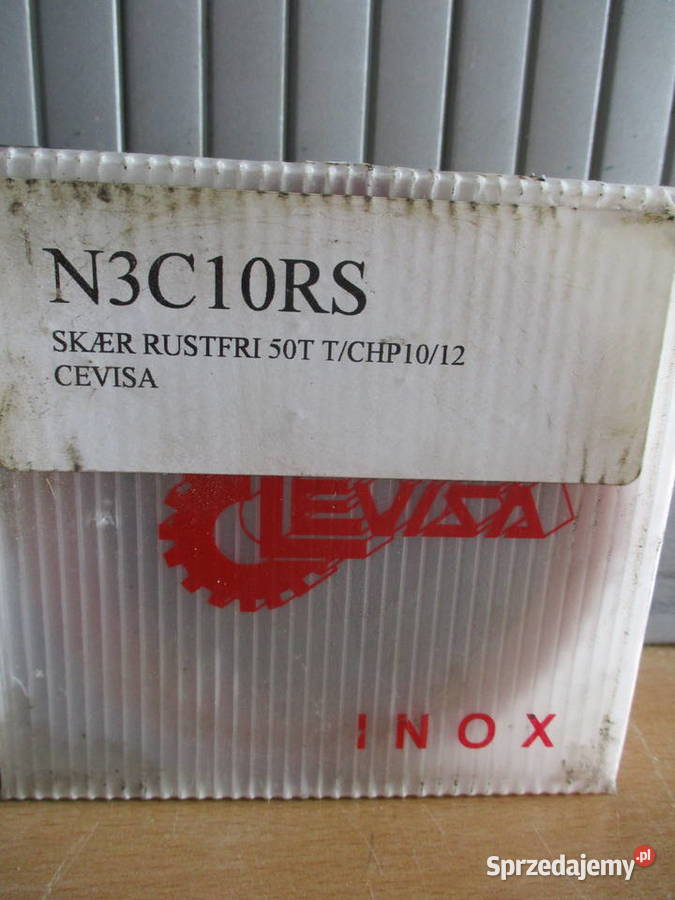 N3C10RS
SKÆR RUSTFRI 50T T/CHP10/12
CEVISA
CEVISA
INOX
Sprzedajemy.pl